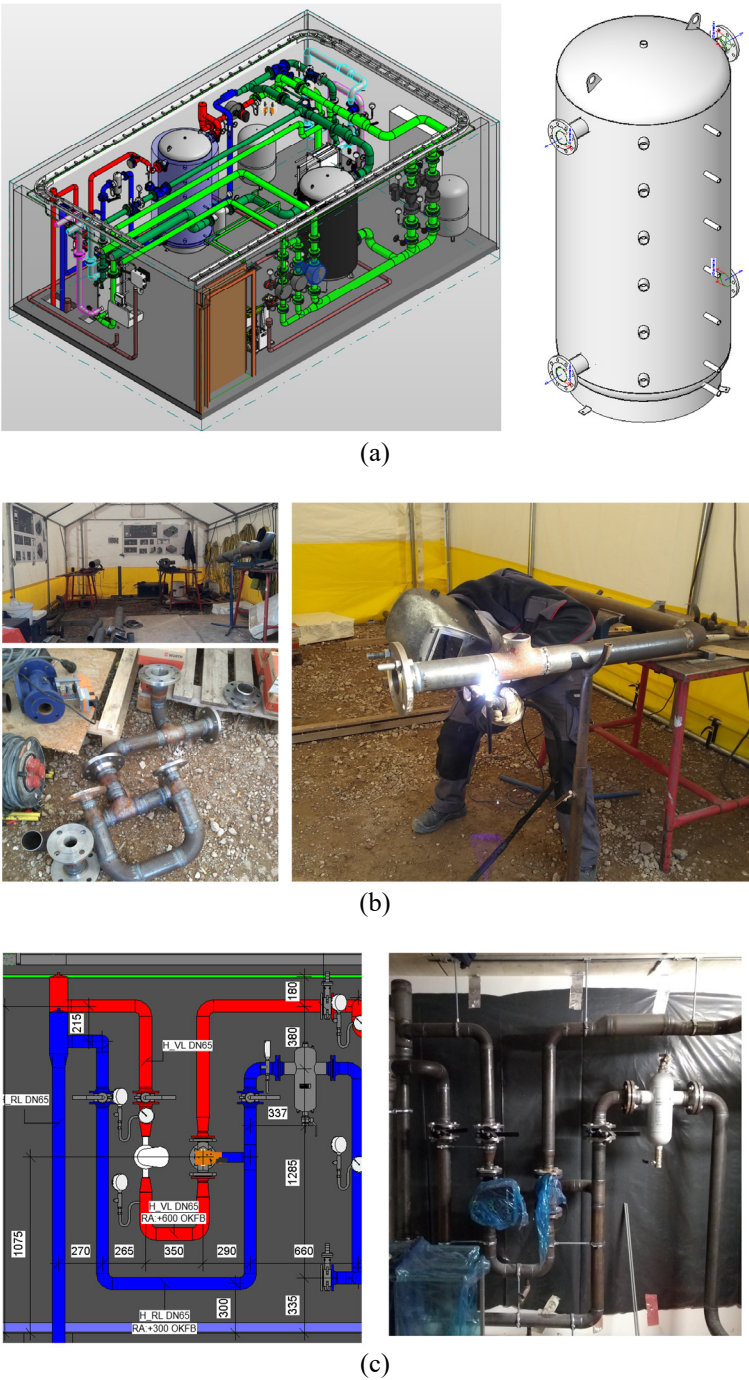 (a)
(b)
180
215
H_VL DN65
380
H_RL DN65
337
1285
H_VL DN65
RA:+600 OKFB
1075
270
265
350
290
660
H_RL DN65
RA:+300 OKFB
300
335
(c)